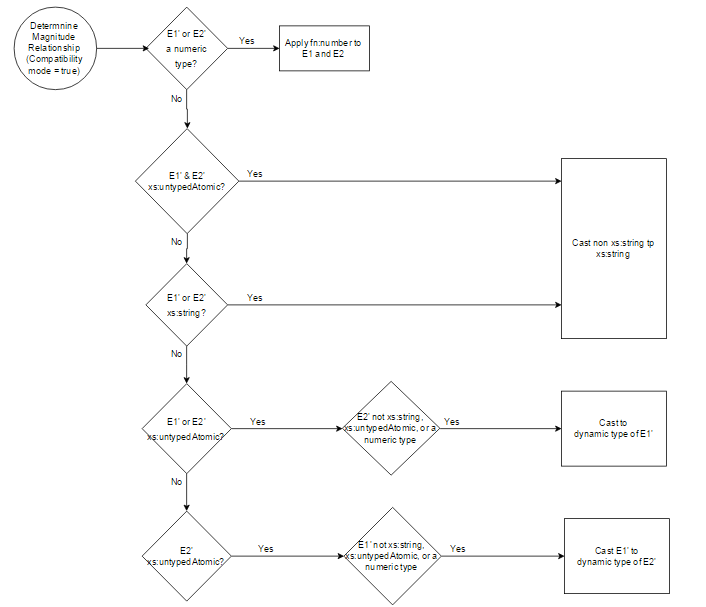 Determnine
Magnitude
Relationship
(Compatibility
mode = true)
E1' or E2'
a numeric
type?
Yes
Apply fn:number to
E1 and E2
No
E1' & E2'
xs:untypedAtomic?
Yes
Cast non xs:string tp
xs:string
No
E1' or E2'
xs:string?
Yes
No
E1' or E2'
xs:untypedAtomic?
Yes
E2' not xs:string,
xs:untypedAtomic, or a
numeric type
Yes
Cast to
dynamic type of E1'
No
E2'
xs:untypedAtomic?
Yes
E1' not xs:string,
xs:untypedAtomic, or a
numeric type
Yes
Cast E1' to
dynamic type of E2'